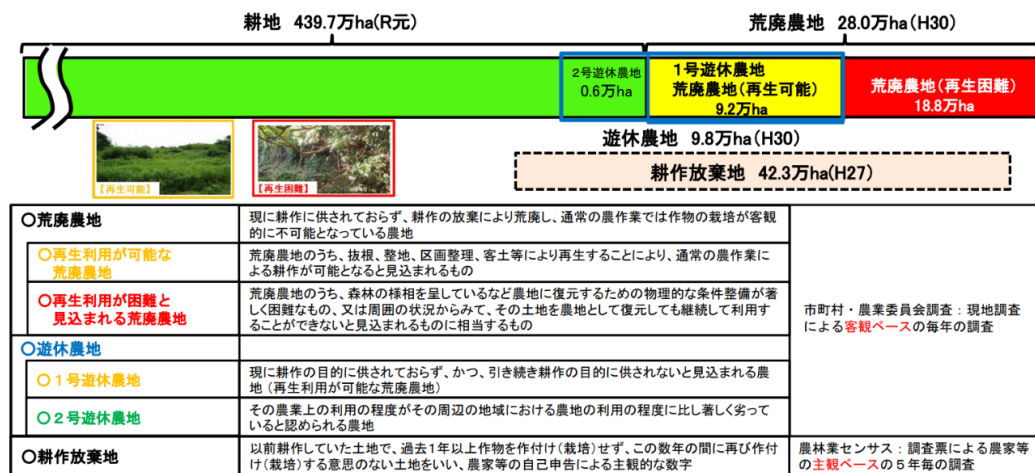 耕地 439.7万ha(R元)
荒廃農地 28.0万ha(H30)
2号遊休農地
0.6万ha
1号遊休農地
荒廃農地(再生可能)
9.2万ha
荒廃農地(再生困難)
18.8万ha
遊休農地 9.8万ha(H30)
【再生可能】
【再生困難】
耕作放棄地 42.3万ha(H27)
○荒廃農地
現に耕作に供されておらず、耕作の放棄により荒廃し、通常の農作業では作物の栽培が客観
的に不可能となっている農地
○再生利用が可能な
荒廃農地
荒廃農地のうち、抜根、整地、区画整理、客土等により再生することにより、通常の農作業に
よる耕作が可能となると見込まれるもの
○再生利用が困難と
見込まれる荒廃農地
荒廃農地のうち、森林の様相を呈しているなど農地に復元するための物理的な条件整備が著
しく困難なもの、又は周囲の状況からみて、その土地を農地として復元しても継続して利用す
ることができないと見込まれるものに相当するもの
市町村・農業委員会調査：現地調査
による客観ベースの毎年の調査
○遊休農地
○１号遊休農地
現に耕作の目的に供されておらず、かつ、引き続き耕作の目的に供されないと見込まれる農
地（再生利用が可能な荒廃農地）
○２号遊休農地
その農業上の利用の程度がその周辺の地域における農地の利用の程度に比し著しく劣って
いると認められる農地
○耕作放棄地
以前耕作していた土地で、過去1年以上作物を作付け(栽培)せず、この数年の間に再び作付
け(栽培)する意思のない土地をいい、農家等の自己申告による主観的な数字
農林業センサス：調査票による農家等
の主観ベースの５年毎の調査